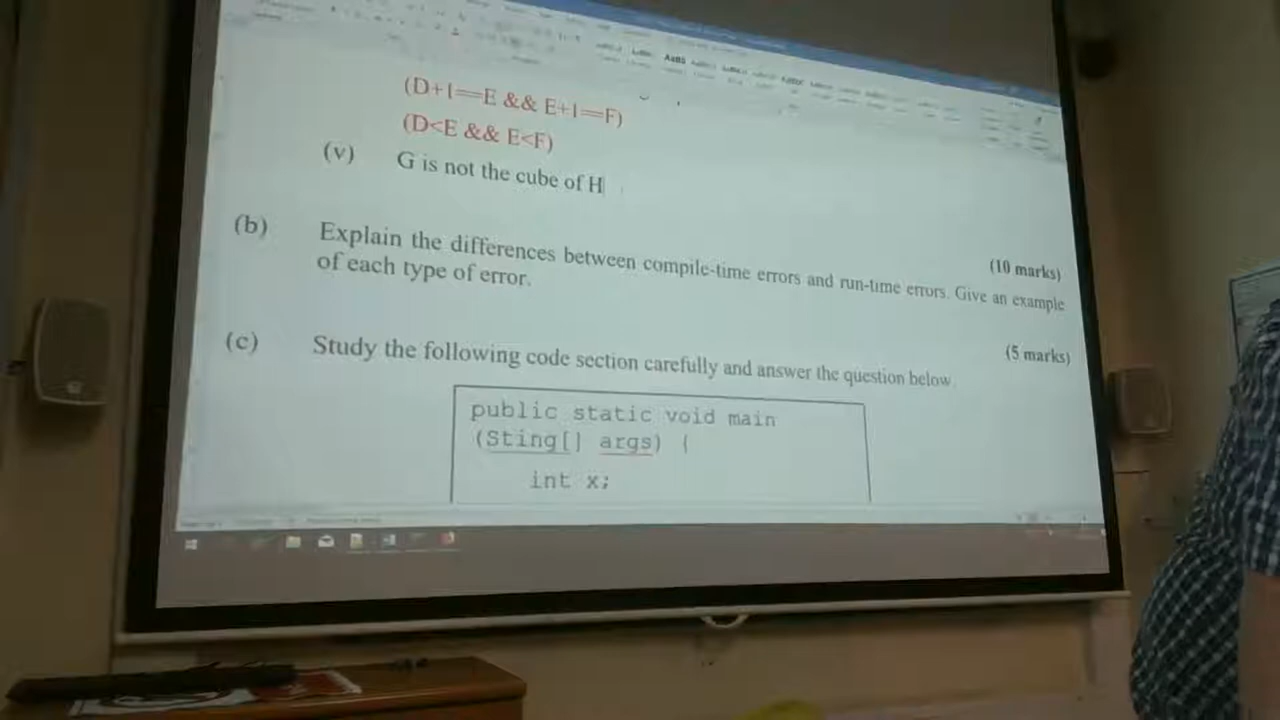 (D+1==E && E+1==F)
(D<E && E<F)
(v) G is not the cube of H
(10 marks)
(b) Explain the differences between compile-time errors and run-time errors. Give an example
of each type of error.
(5 marks)
(c) Study the following code section carefully and answer the question below.
public static void main
(Sting[] args) {
int x;